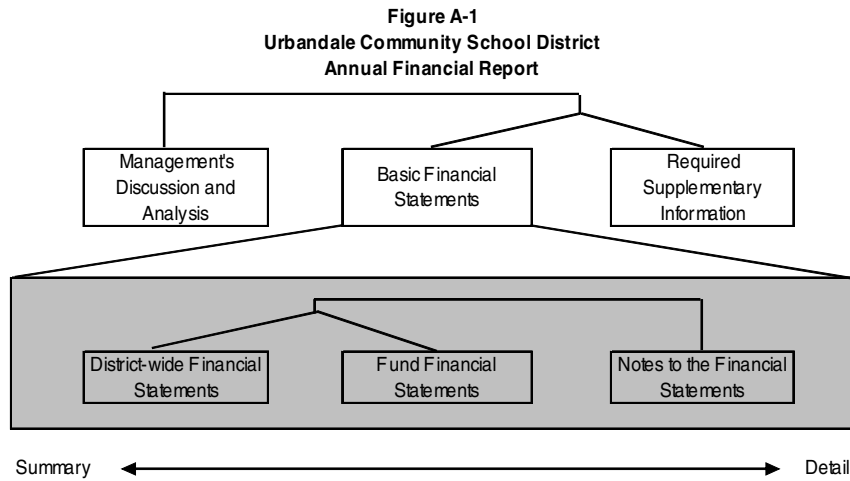 Figure A-1
Urbandale Community School District
Annual Financial Report
Management's
Discussion and
Analysis
Basic Financial
Statements
Required
Supplementary
Information
District-wide Financial
Statements
Fund Financial
Statements
Notes to the Financial
Statements
Summary
Detail